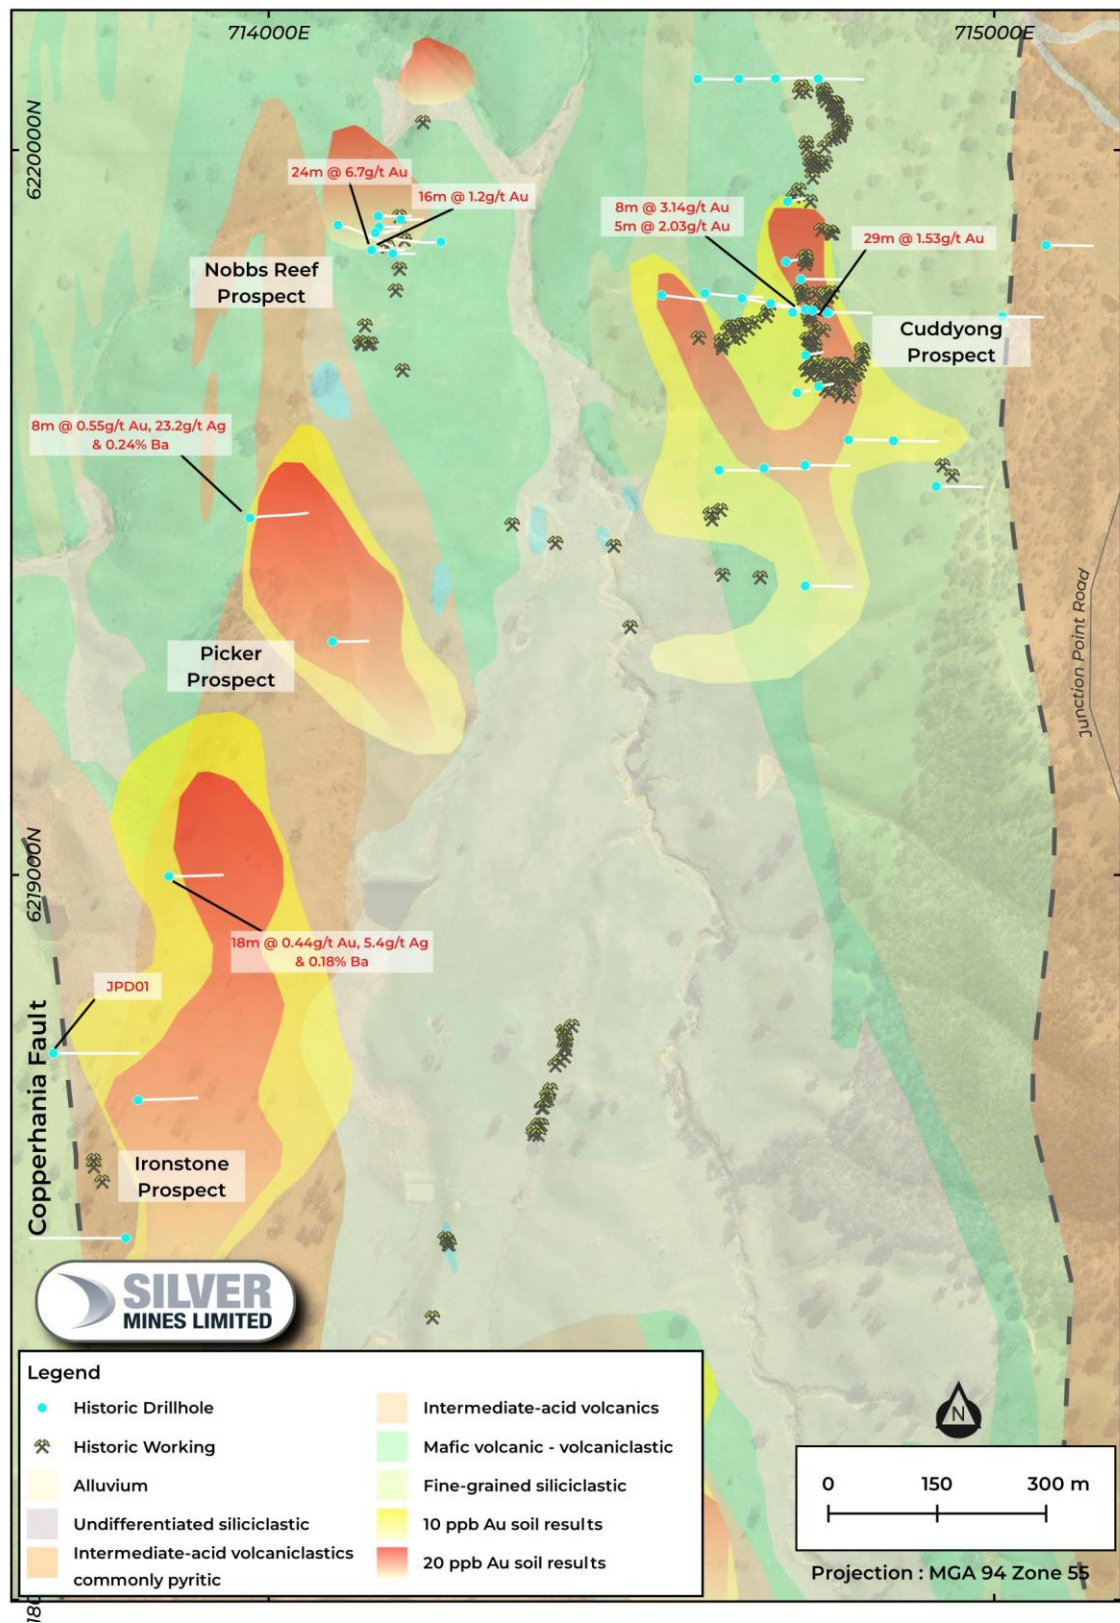 714000E
715000E
6220000N
24m @ 6.7g/t Au
16m @ 1.2g/t Au
8m @ 3.14g/t Au
5m @ 2.03g/t Au
29m @ 1.53g/t Au
Nobbs Reef
Prospect
Cuddyong
Prospect
8m @ 0.55g/t Au, 23.2g/t Ag
& 0.24% Ba
Junction Point Road
Picker
Prospect
6219000N
18m @ 0.44g/t Au, 5.4g/t Ag
& 0.18% Ba
JPD01
Copperhania Fault
Ironstone
Prospect
SILVER
MINES LIMITED
Legend
Historic Drillhole
Historic Working
Alluvium
Undifferentiated siliciclastic
Intermediate-acid volcaniclastics
commonly pyritic
Intermediate-acid volcanics
Mafic volcanic - volcaniclastic
Fine-grained siliciclastic
10 ppb Au soil results
20 ppb Au soil results
N
0 150 300 m
Projection : MGA 94 Zone 55